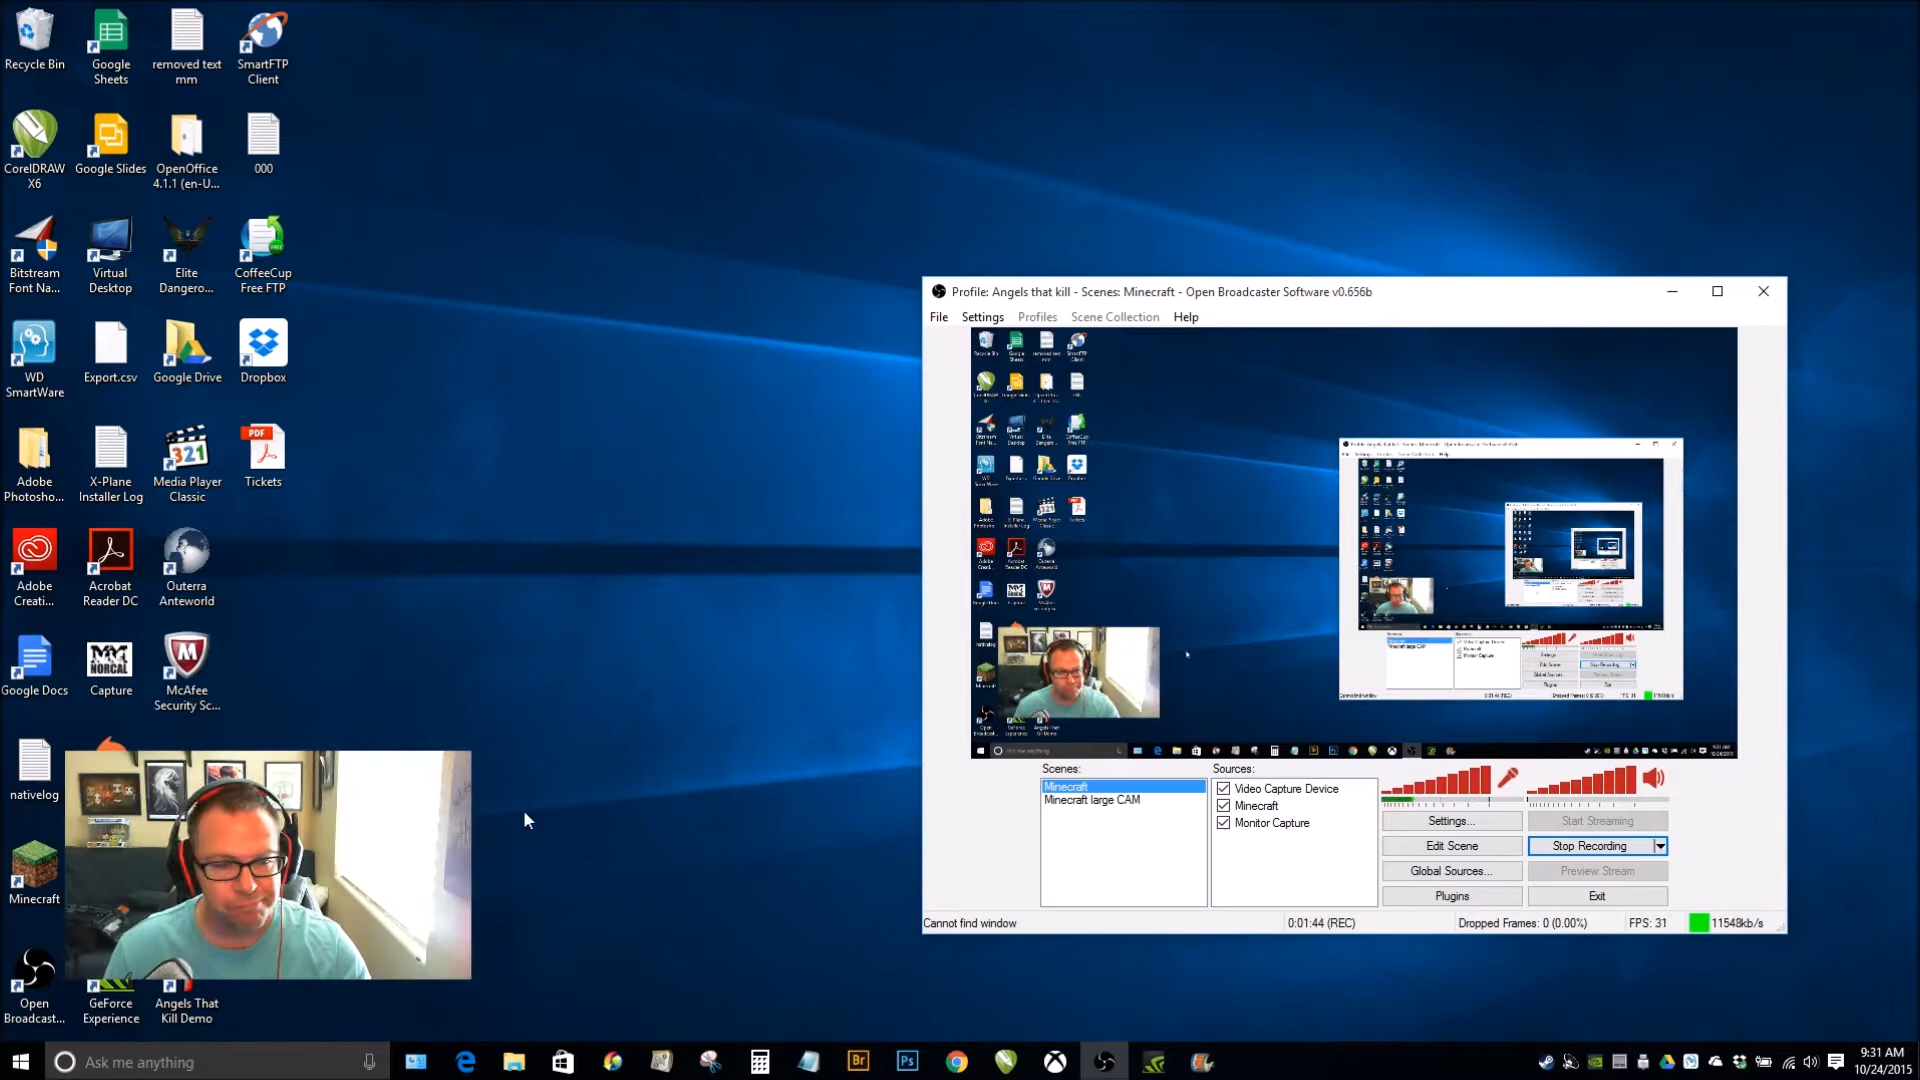 Recycle Bin
Google
Sheets
removed text
mm
SmartFTP
Client
CorelDRAW
X6
Google Slides
OpenOffice
4.1.1 (en-U...
000
Bitstream
Font Na...
Virtual
Desktop
Elite
Dangero...
CoffeeCup
Free FTP
FREE
WD
SmartWare
Export.csv
Google Drive
Dropbox
Adobe
Photosho...
X-Plane
Installer Log
321
Media Player
Classic
PDF
Tickets
Adobe
Creati...
Acrobat
Reader DC
Outerra
Anteworld
Google Docs
NORCAL
Capture
McAfee
Security Sc...
nativelog
Minecraft
Open
Broadcast...
GeForce
Experience
Angels That
Kill Demo
Profile: Angels that kill - Scenes: Minecraft - Open Broadcaster Software v0.656b
File Settings Profiles Scene Collection Help
Scenes:
Minecraft
Minecraft large CAM
Sources:
Video Capture Device
Minecraft
Monitor Capture
Settings...
Start Streaming
Edit Scene
Stop Recording
Global Sources...
Preview Stream
Plugins
Exit
Cannot find window
0:01:44 (REC)
Dropped Frames: 0 (0.00%)
FPS: 31
11548kb/s
Ask me anything
Br
Ps
9:31 AM
10/24/2015